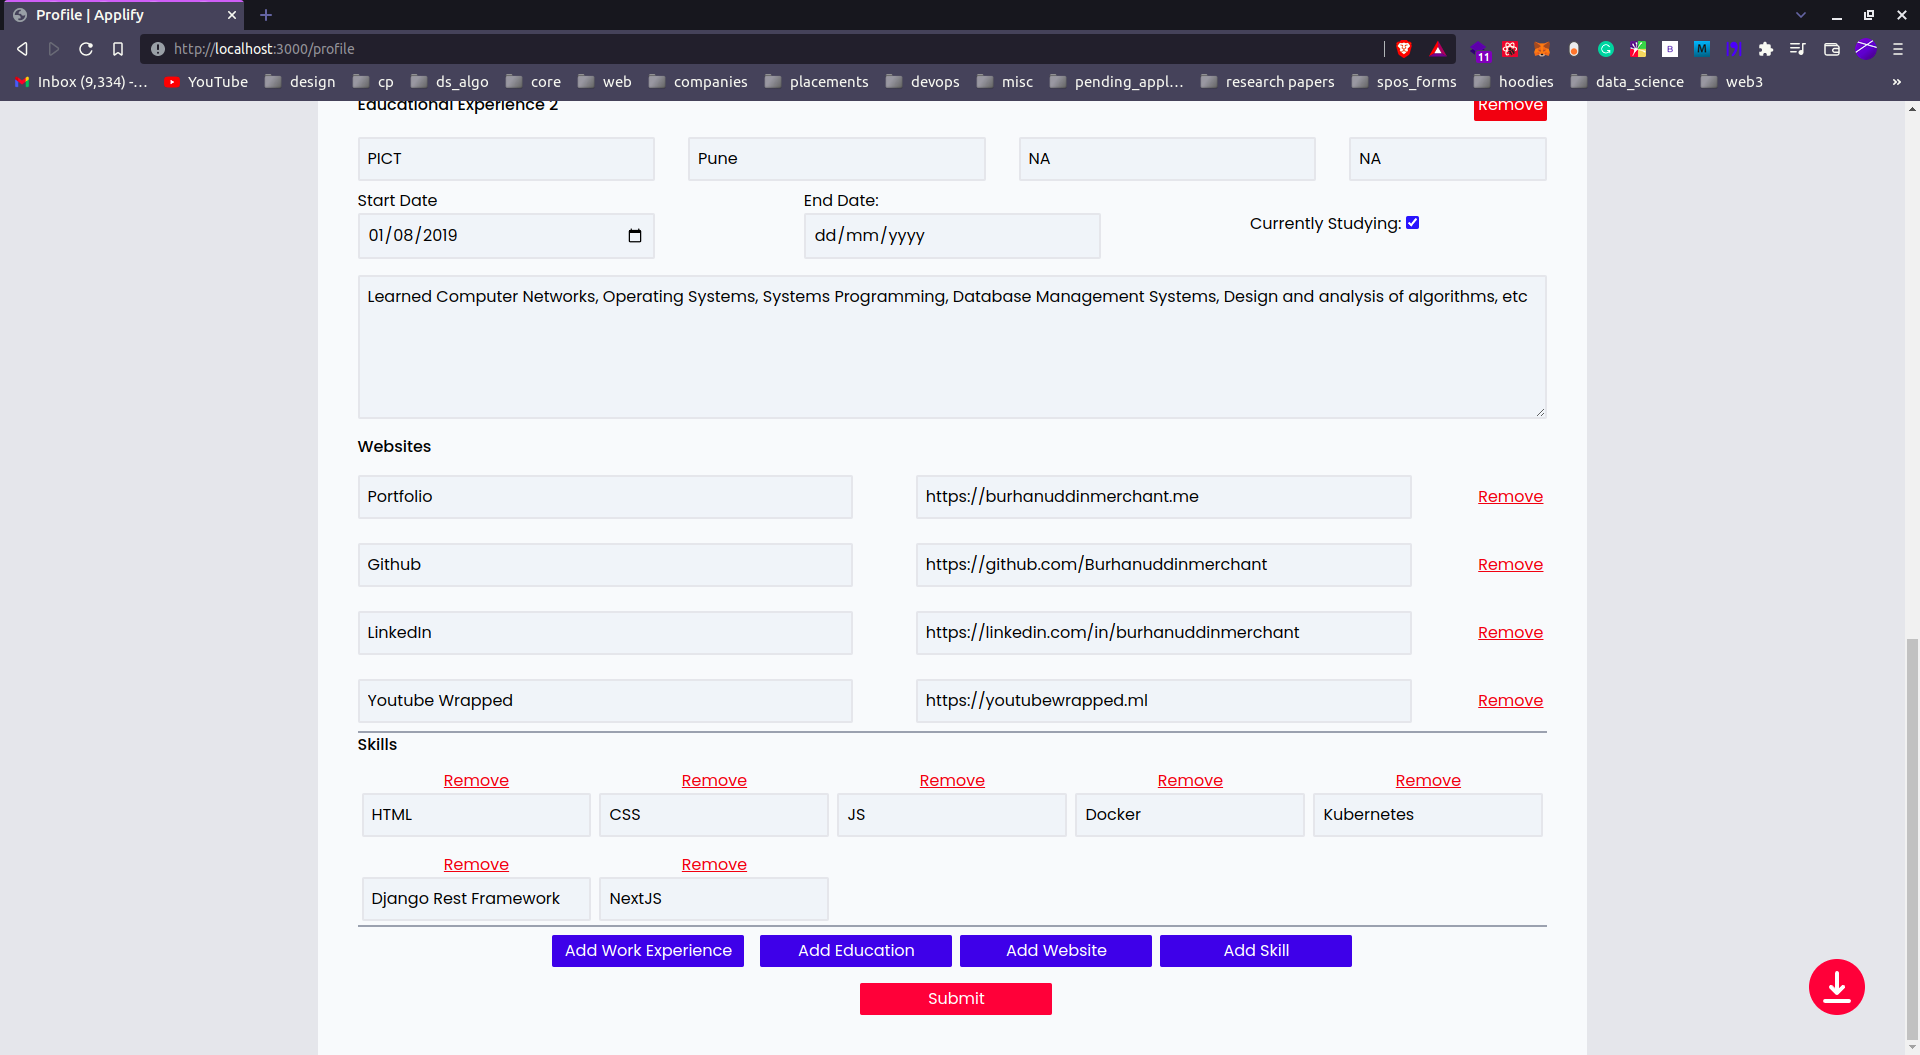 Profile | Applify
http://localhost:3000/profile
11
Inbox (9,334) -... YouTube design cp ds_algo core web companies placements devops misc pending_appl... research papers spos_forms hoodies data_science web3 »
Educational Experience 2 Remove
PICT Pune NA NA
Start Date End Date:
Currently Studying:
01/08/2019 dd/mm/yyyy
Learned Computer Networks, Operating Systems, Systems Programming, Database Management Systems, Design and analysis of algorithms, etc
Websites
Portfolio https://burhanuddinmerchant.me Remove
Github https://github.com/Burhanuddinmerchant Remove
LinkedIn https://linkedin.com/in/burhanuddinmerchant Remove
Youtube Wrapped https://youtubewrapped.ml Remove
Skills
Remove Remove Remove Remove Remove
HTML CSS JS Docker Kubernetes
Remove Remove
Django Rest Framework NextJS
Add Work Experience Add Education Add Website Add Skill
Submit